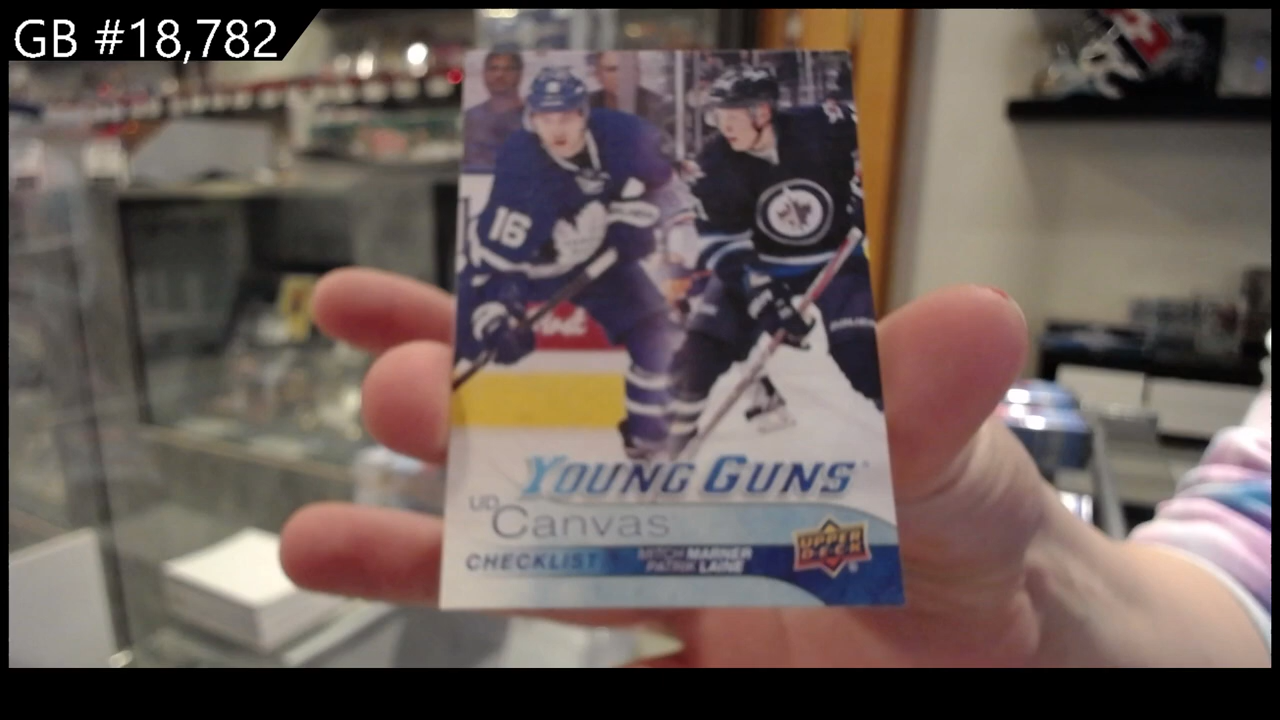 GB #18,782
16
YOUNG GUNS
UD Canvas
CHECKLIST
MITCH MARNER
PATRIK LAINE
UPPER
DECK